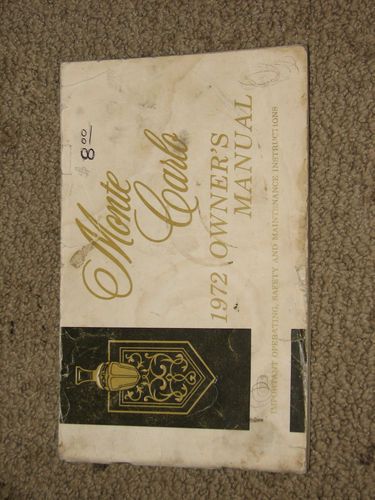 $ 8.00
Monte
Carlo
1972 OWNER'S
MANUAL
IMPORTANT OPERATING, SAFETY AND MAINTENANCE INSTRUCTIONS